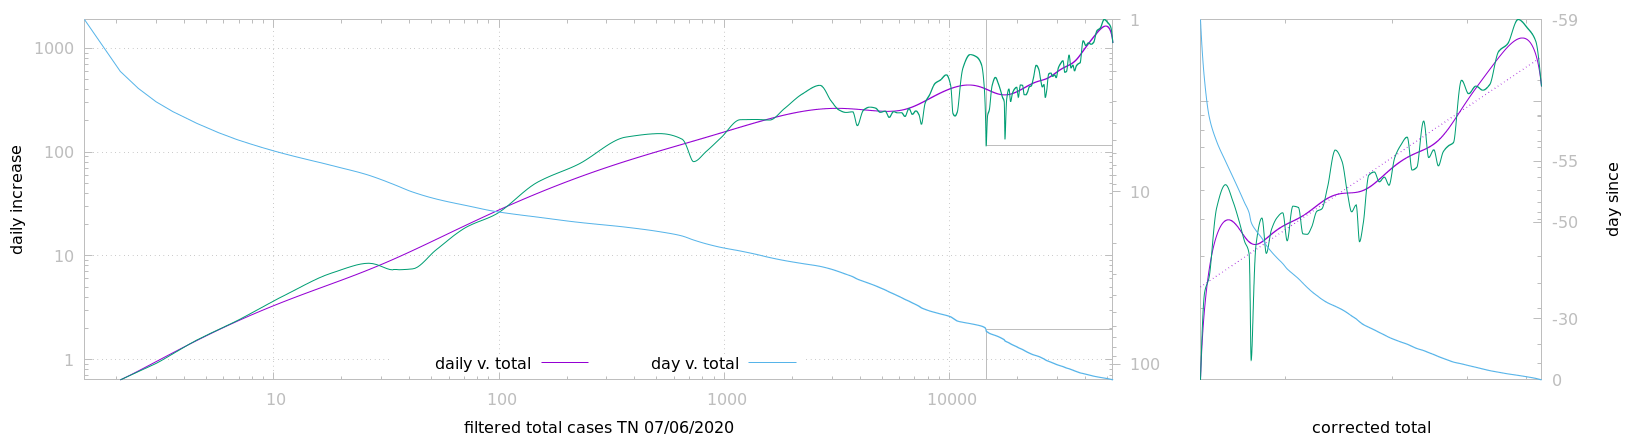 1000
100
10
1
daily increase
10
100
1000
10000
filtered total cases TN 07/06/2020
daily v. total
day v. total
1
10
100
-59
-55
-50
-30
0
day since
corrected total